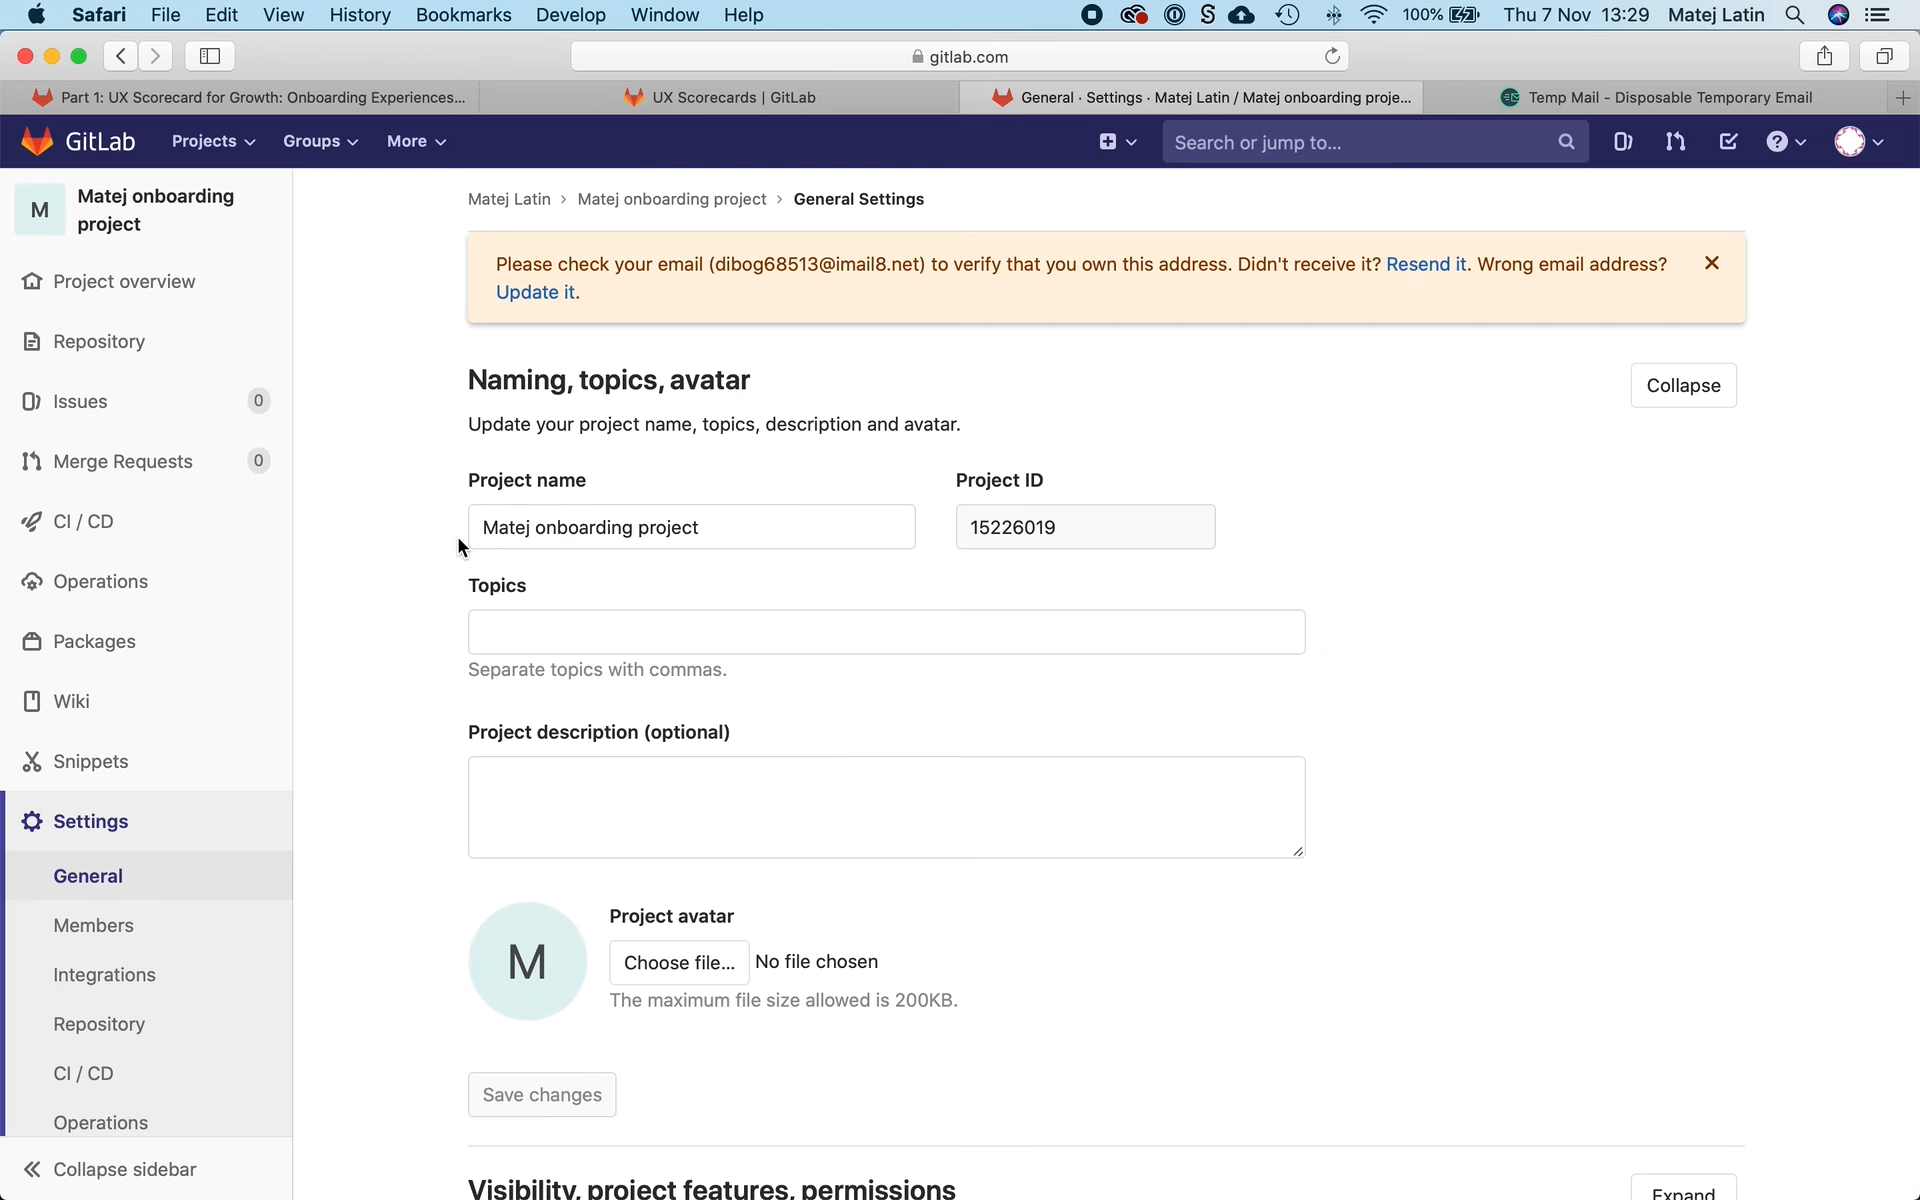 Safari File Edit View History Bookmarks Develop Window Help 100% Thu 7 Nov 13:29 Matej Latin
gitlab.com
Part 1: UX Scorecard for Growth: Onboarding Experiences... UX Scorecards | GitLab General · Settings · Matej Latin / Matej onboarding proje... Temp Mail - Disposable Temporary Email
GitLab Projects Groups More Search or jump to...
M Matej onboarding
project
Project overview
Repository
Issues 0
Merge Requests 0
CI / CD
Operations
Packages
Wiki
Snippets
Settings
General
Members
Integrations
Repository
CI / CD
Operations
Collapse sidebar
Matej Latin > Matej onboarding project > General Settings
Please check your email (dibog68513@imail8.net) to verify that you own this address. Didn't receive it? Resend it. Wrong email address?
Update it.
Naming, topics, avatar
Collapse
Update your project name, topics, description and avatar.
Project name Project ID
Matej onboarding project 15226019
Topics
Separate topics with commas.
Project description (optional)
M
Project avatar
Choose file... No file chosen
The maximum file size allowed is 200KB.
Save changes
Visibility, project features, permissions
Expand